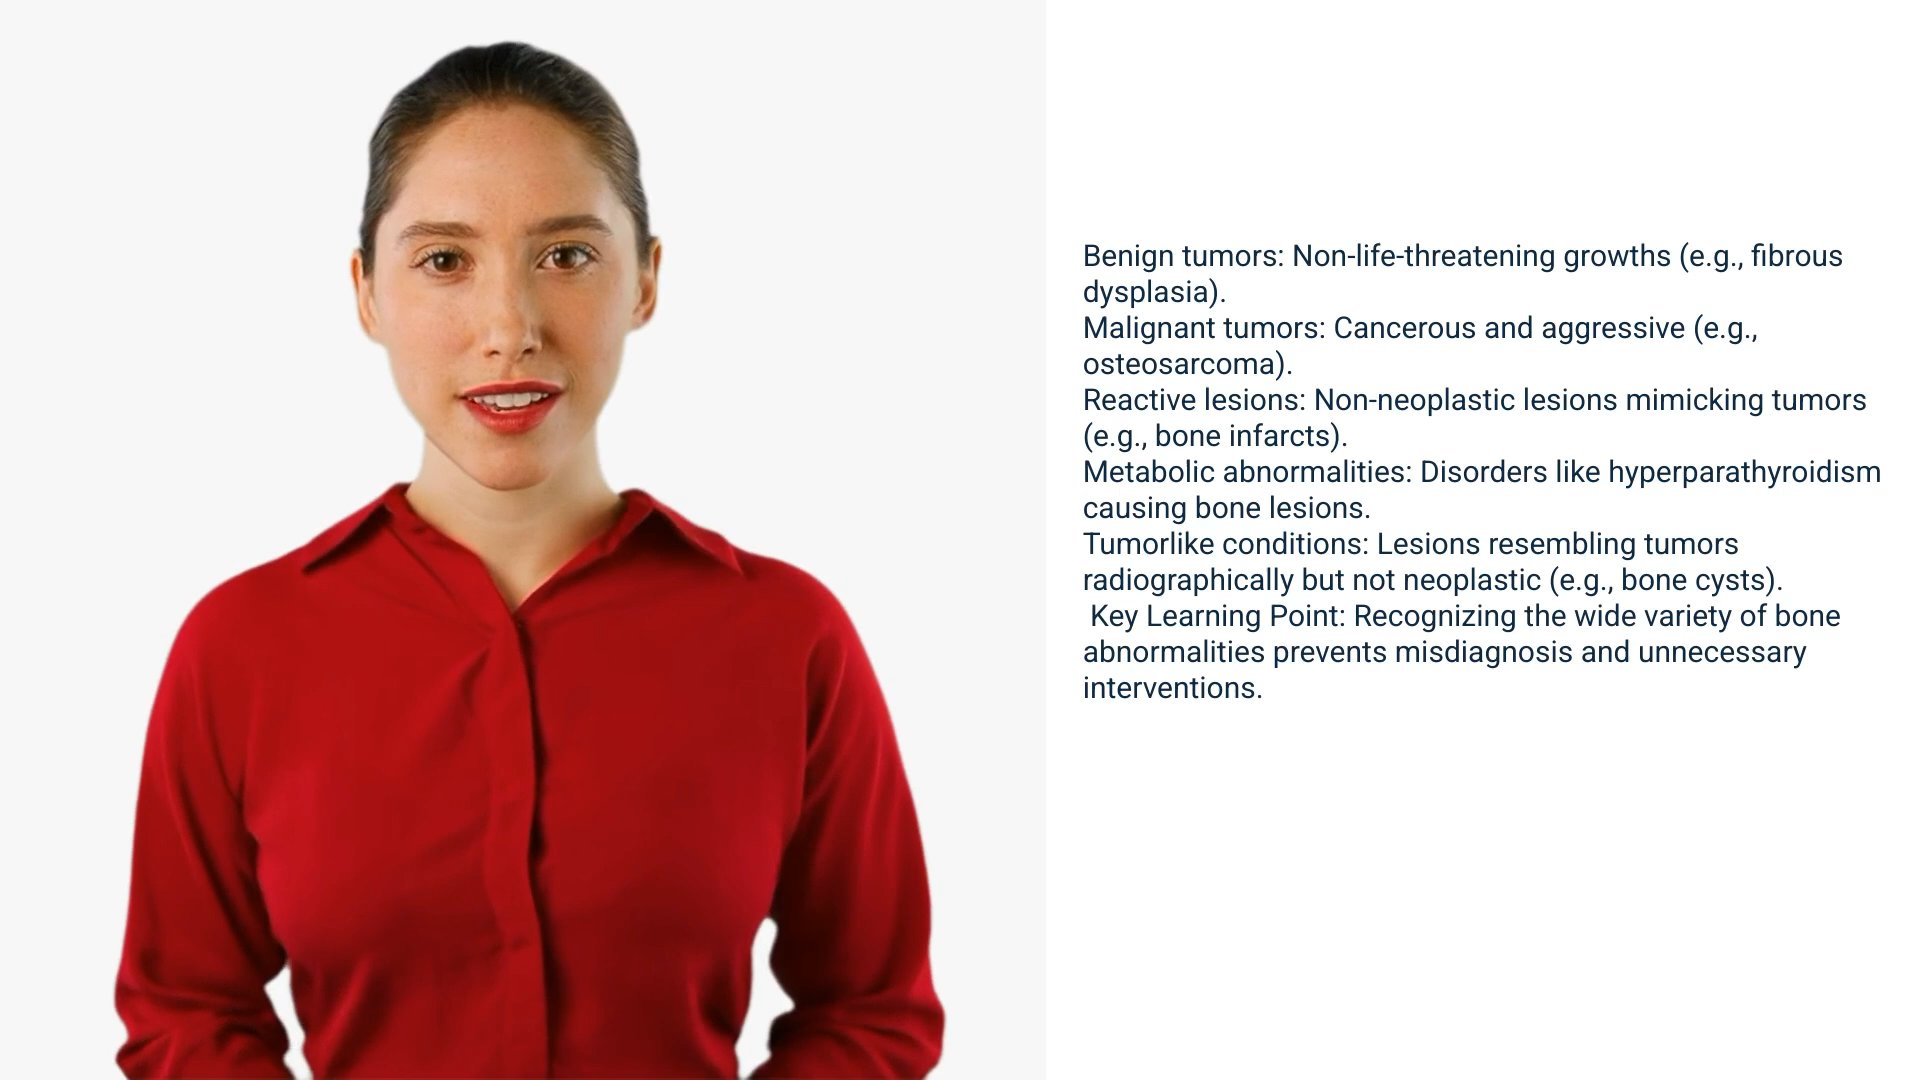 Benign tumors: Non-life-threatening growths (e.g., fibrous
dysplasia).
Malignant tumors: Cancerous and aggressive (e.g.,
osteosarcoma).
Reactive lesions: Non-neoplastic lesions mimicking tumors
(e.g., bone infarcts).
Metabolic abnormalities: Disorders like hyperparathyroidism
causing bone lesions.
Tumorlike conditions: Lesions resembling tumors
radiographically but not neoplastic (e.g., bone cysts).
Key Learning Point: Recognizing the wide variety of bone
abnormalities prevents misdiagnosis and unnecessary
interventions.